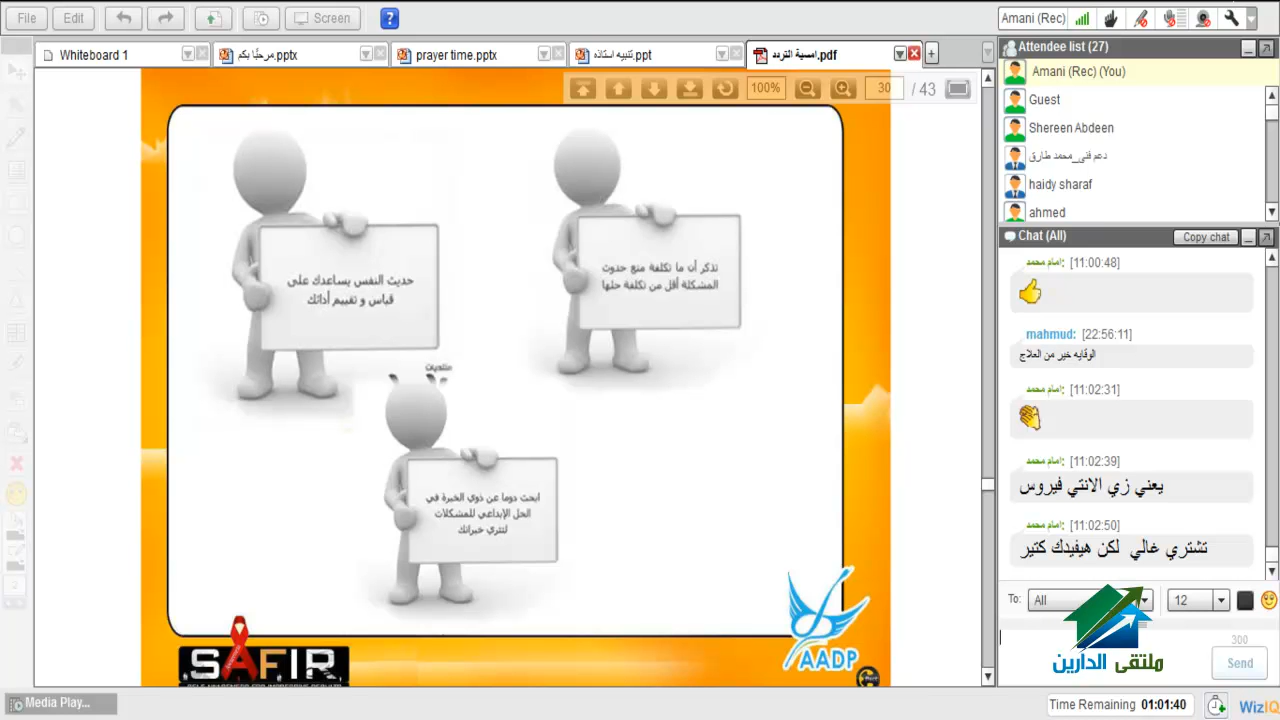 File
Edit
Screen
?
Amani (Rec)
Whiteboard 1
مرحبًا بكم.pptx
prayer time.pptx
تنبيه استاذه.ppt
امسية التردد.pdf
100%
30
/ 43
حديث النفس يساعدك على
قياس و تقييم أدائك
تذكر أن ما تكلفة منع حدوث
المشكلة أقل من تكلفة حلها
منتديات
ابحث دوما عن ذوي الخبرة في
الحل الإبداعي للمشكلات
لتثري خبراتك
SAFIR
AADP
Attendee list (27)
Amani (Rec) (You)
Guest
Shereen Abdeen
دعم فنى_محمد طارق
haidy sharaf
ahmed
Chat (All)
Copy chat
امام محمد: [11:00:48]
mahmud: [22:56:11]
الوقايه خير من العلاج
امام محمد: [11:02:31]
امام محمد: [11:02:39]
يعني زي الانتي فيروس
امام محمد: [11:02:50]
تشتري غالي لكن هيفيدك كتير
To:
All
12
ملتقى الدارين
300
Send
Media Play...
Time Remaining 01:01:40
WizIQ